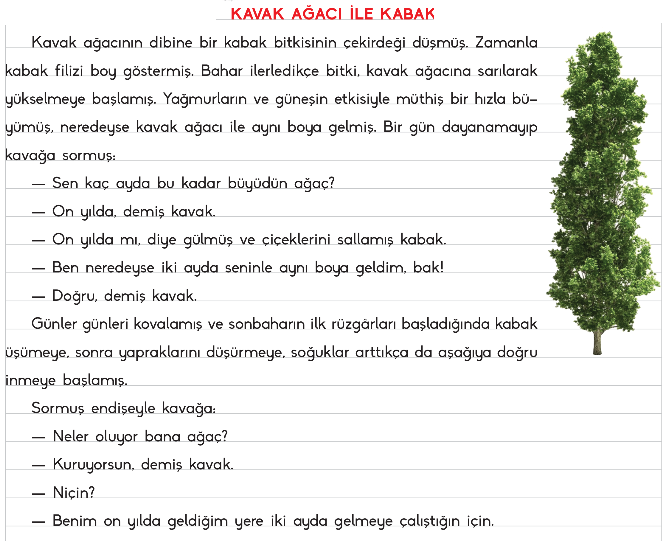 KAVAK AĞACI İLE KABAK
Kavak ağacının dibine bir kabak bitkisinin çekirdeği düşmüş. Zamanla
kabak filizi boy göstermiş. Bahar ilerledikçe bitki, kavak ağacına sarılarak
yükselmeye başlamış. Yağmurların ve güneşin etkisiyle müthiş bir hızla bü-
yümüş, neredeyse kavak ağacı ile aynı boya gelmiş. Bir gün dayanamayıp
kavağa sormuş:
— Sen kaç ayda bu kadar büyüdün ağaç?
— On yılda, demiş kavak.
— On yılda mı, diye gülmüş ve çiçeklerini sallamış kabak.
— Ben neredeyse iki ayda seninle aynı boya geldim, bak!
— Doğru, demiş kavak.
Günler günleri kovalamış ve sonbaharın ilk rüzgârları başladığında kabak
üşümeye, sonra yapraklarını düşürmeye, soğuklar arttıkça da aşağıya doğru
inmeye başlamış.
Sormuş endişeyle kavağa:
— Neler oluyor bana ağaç?
— Kuruyorsun, demiş kavak.
— Niçin?
— Benim on yılda geldiğim yere iki ayda gelmeye çalıştığın için.